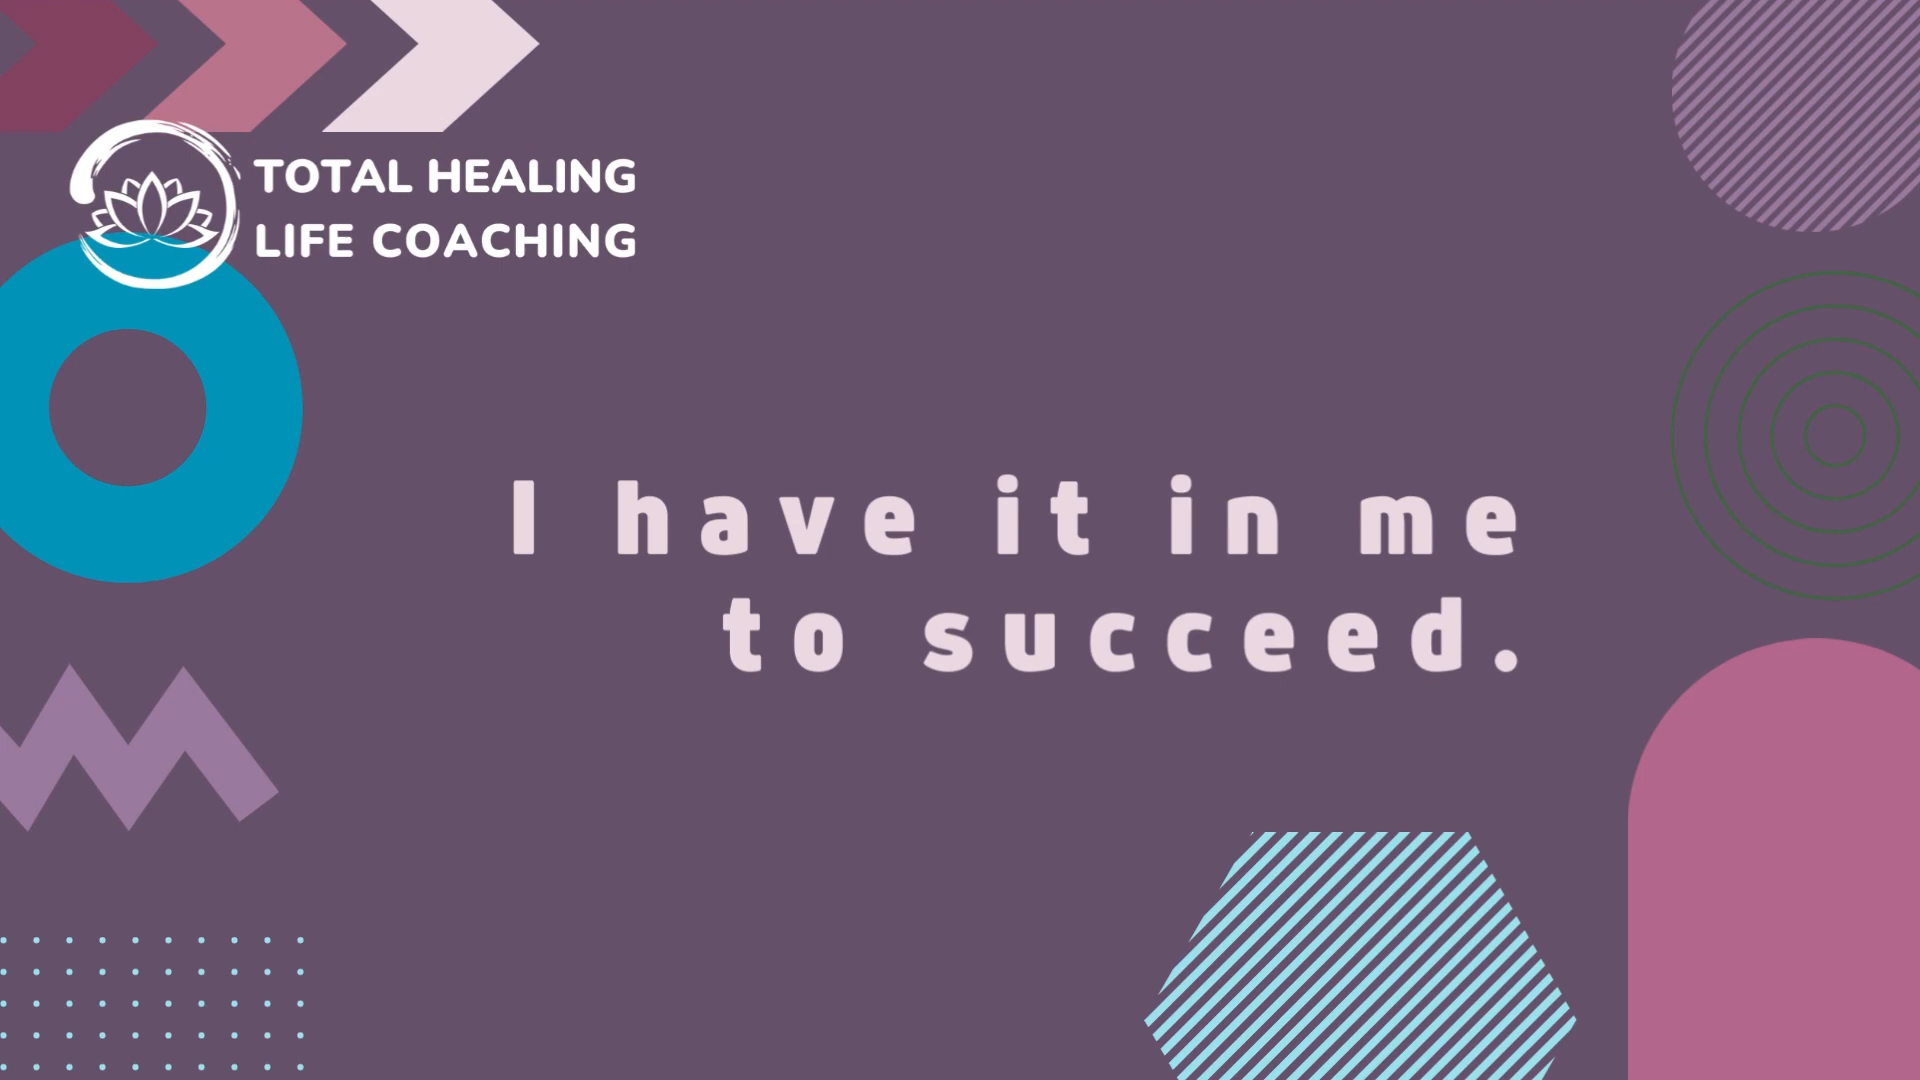 TOTAL HEALING
LIFE COACHING
I have it in me
to succeed.